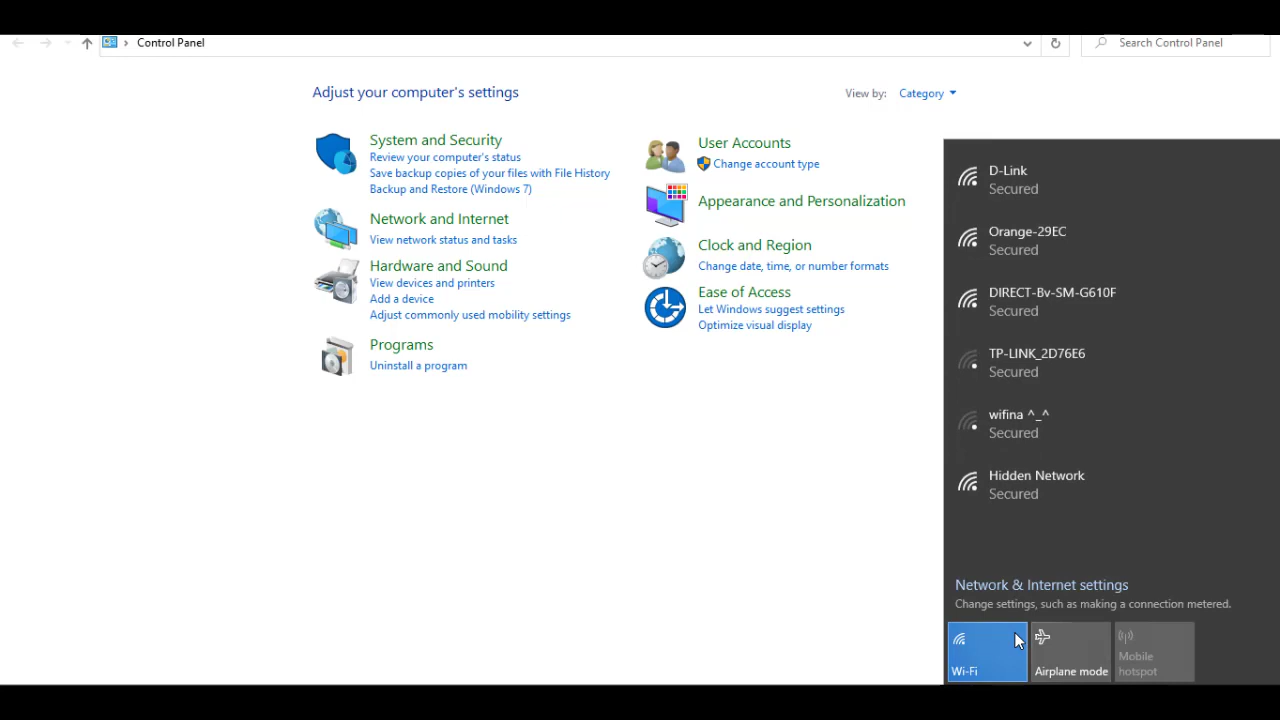 Control Panel
Search Control Panel
Adjust your computer's settings
View by:
Category
System and Security
Review your computer's status
Save backup copies of your files with File History
Backup and Restore (Windows 7)
Network and Internet
View network status and tasks
Hardware and Sound
View devices and printers
Add a device
Adjust commonly used mobility settings
Programs
Uninstall a program
User Accounts
Change account type
Appearance and Personalization
Clock and Region
Change date, time, or number formats
Ease of Access
Let Windows suggest settings
Optimize visual display
D-Link
Secured
Orange-29EC
Secured
DIRECT-Bv-SM-G610F
Secured
TP-LINK_2D76E6
Secured
wifina ^_^
Secured
Hidden Network
Secured
Network & Internet settings
Change settings, such as making a connection metered.
Wi-Fi
Airplane mode
Mobile
hotspot